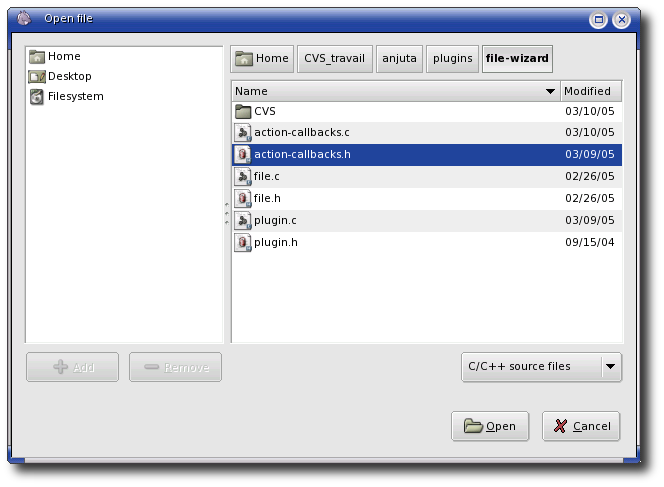 Open file
Home
Desktop
Filesystem
Home CVS_travail anjuta plugins file-wizard
Name Modified
CVS 03/10/05
action-callbacks.c 03/10/05
action-callbacks.h 03/09/05
file.c 02/26/05
file.h 02/26/05
plugin.c 03/09/05
plugin.h 09/15/04
Add Remove
C/C++ source files
Open Cancel